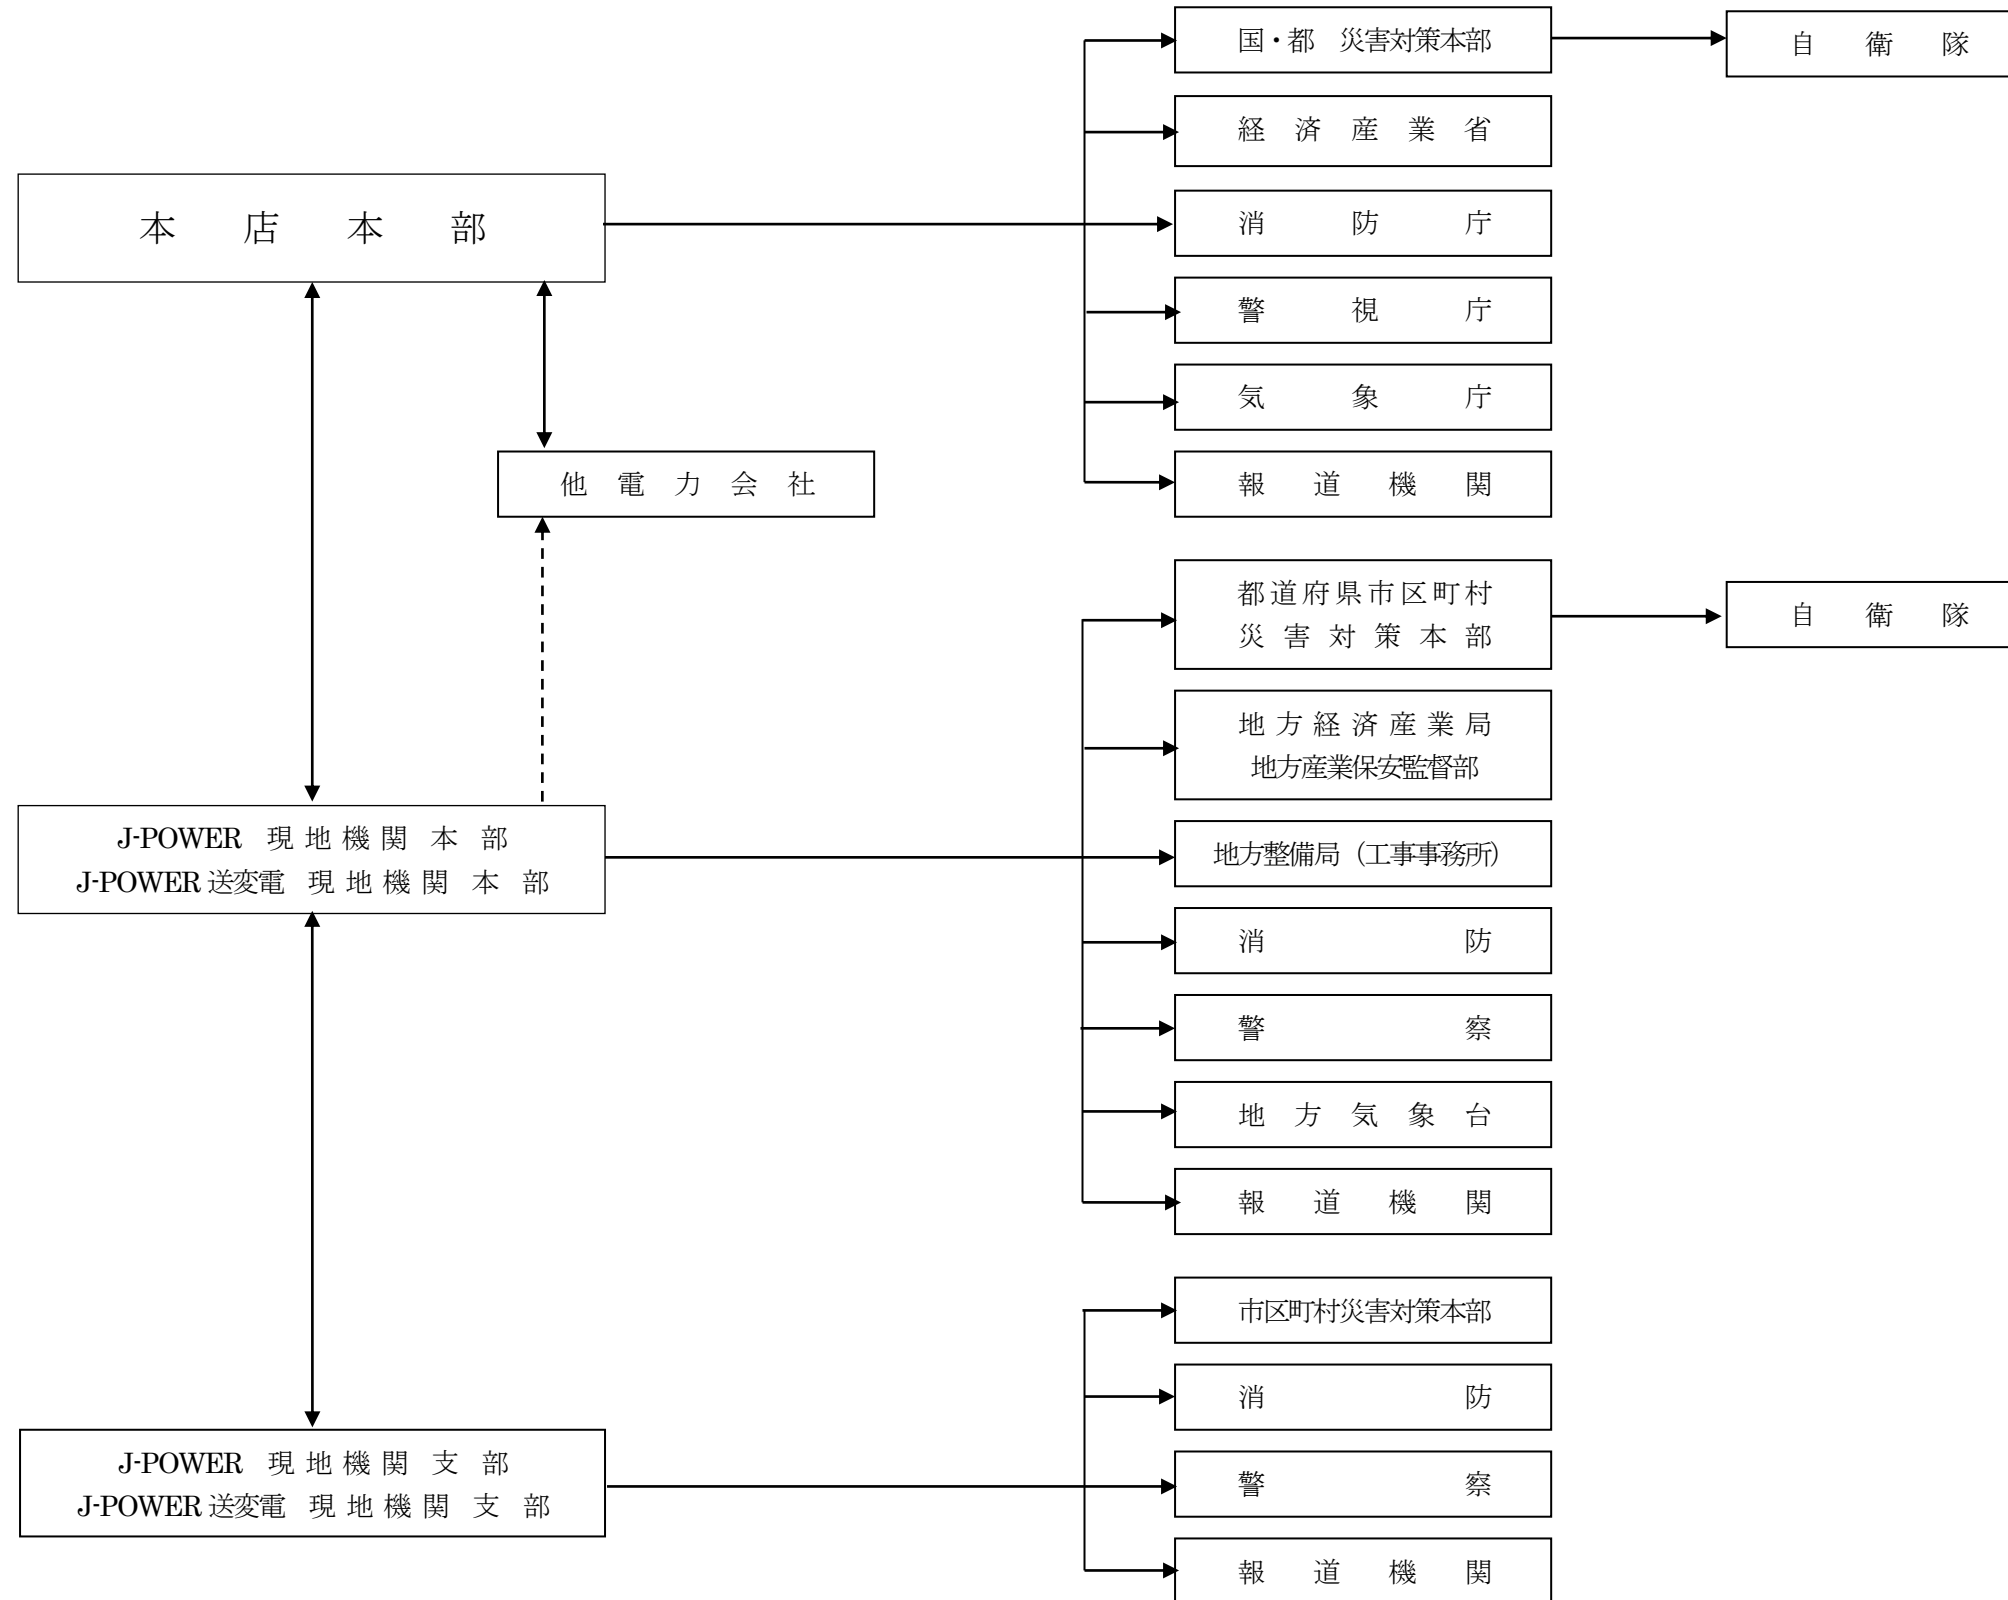 国・都　災害対策本部
自衛隊
経済産業省
本店本部
消防庁
警視庁
気象庁
他電力会社
報道機関
都道府県市区町村
災害対策本部
自衛隊
地方経済産業局
地方産業保安監督部
J-POWER 現地機関本部
J-POWER 送変電 現地機関本部
地方整備局（工事事務所）
消防
警察
地方気象台
報道機関
市区町村災害対策本部
消防
J-POWER 現地機関支部
J-POWER 送変電 現地機関支部
警察
報道機関